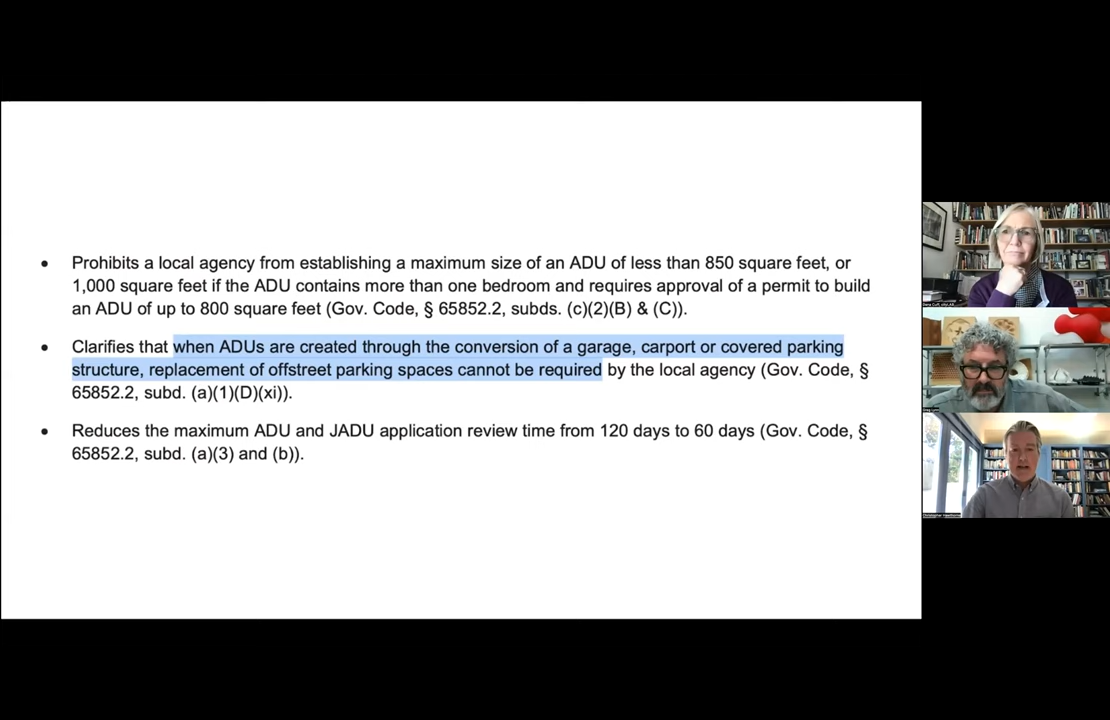 • Prohibits a local agency from establishing a maximum size of an ADU of less than 850 square feet, or
1,000 square feet if the ADU contains more than one bedroom and requires approval of a permit to build
an ADU of up to 800 square feet (Gov. Code, § 65852.2, subds. (c)(2)(B) & (C)).
• Clarifies that when ADUs are created through the conversion of a garage, carport or covered parking
structure, replacement of offstreet parking spaces cannot be required by the local agency (Gov. Code, §
65852.2, subd. (a)(1)(D)(xi)).
• Reduces the maximum ADU and JADU application review time from 120 days to 60 days (Gov. Code, §
65852.2, subd. (a)(3) and (b)).
Greg Lynn
Christopher Hawthorne